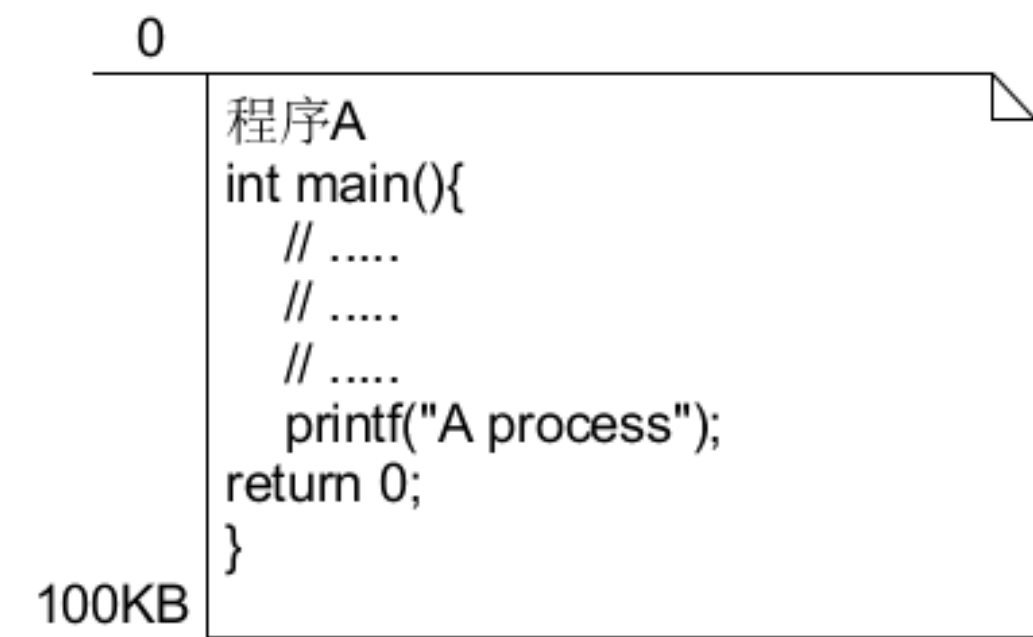 0
程序A
int main(){
// .....
// .....
// .....
printf("A process");
return 0;
}
100KB